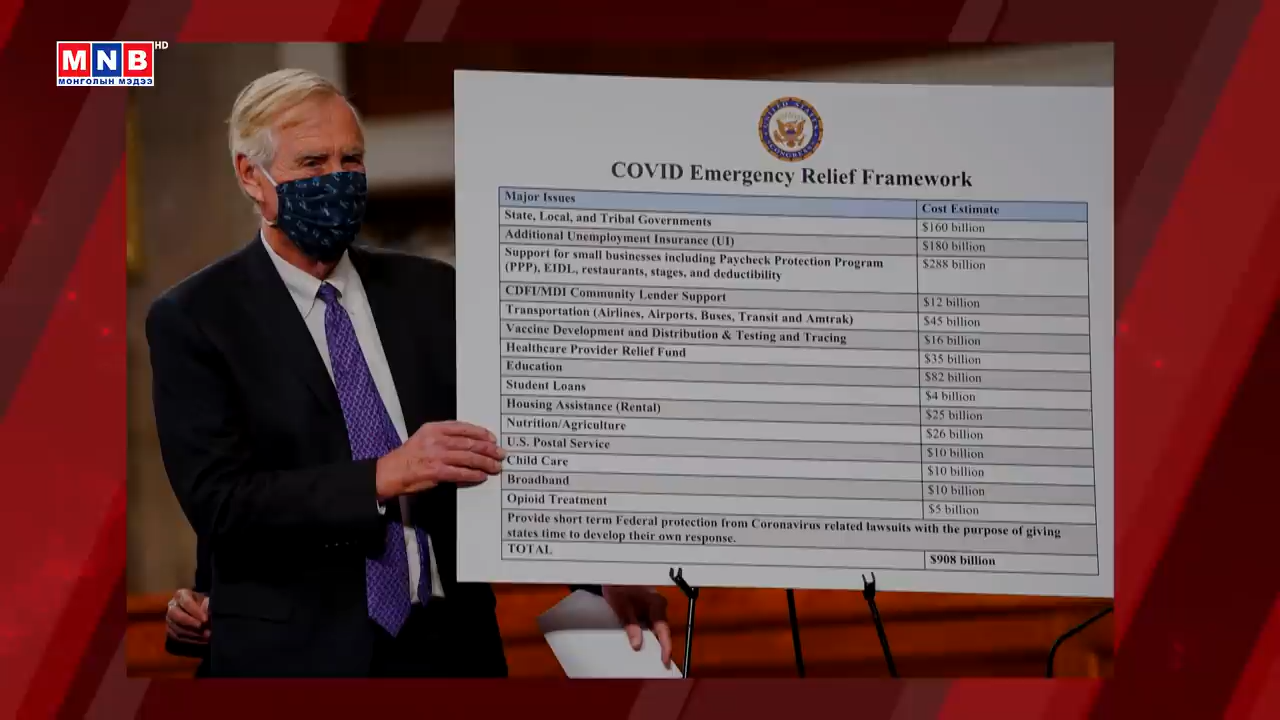 MNB HD
МОНГОЛЫН МЭДЭЭ
UNITED STATES
CONGRESS
COVID Emergency Relief Framework
Major Issues Cost Estimate
State, Local, and Tribal Governments $160 billion
Additional Unemployment Insurance (UI) $180 billion
Support for small businesses including Paycheck Protection Program $288 billion
(PPP), EIDL, restaurants, stages, and deductibility
CDFI/MDI Community Lender Support $12 billion
Transportation (Airlines, Airports, Buses, Transit and Amtrak) $45 billion
Vaccine Development and Distribution & Testing and Tracing $16 billion
Healthcare Provider Relief Fund $35 billion
Education $82 billion
Student Loans $4 billion
Housing Assistance (Rental) $25 billion
Nutrition/Agriculture $26 billion
U.S. Postal Service $10 billion
Child Care $10 billion
Broadband $10 billion
Opioid Treatment $5 billion
Provide short term Federal protection from Coronavirus related lawsuits with the purpose of giving
states time to develop their own response.
TOTAL $908 billion